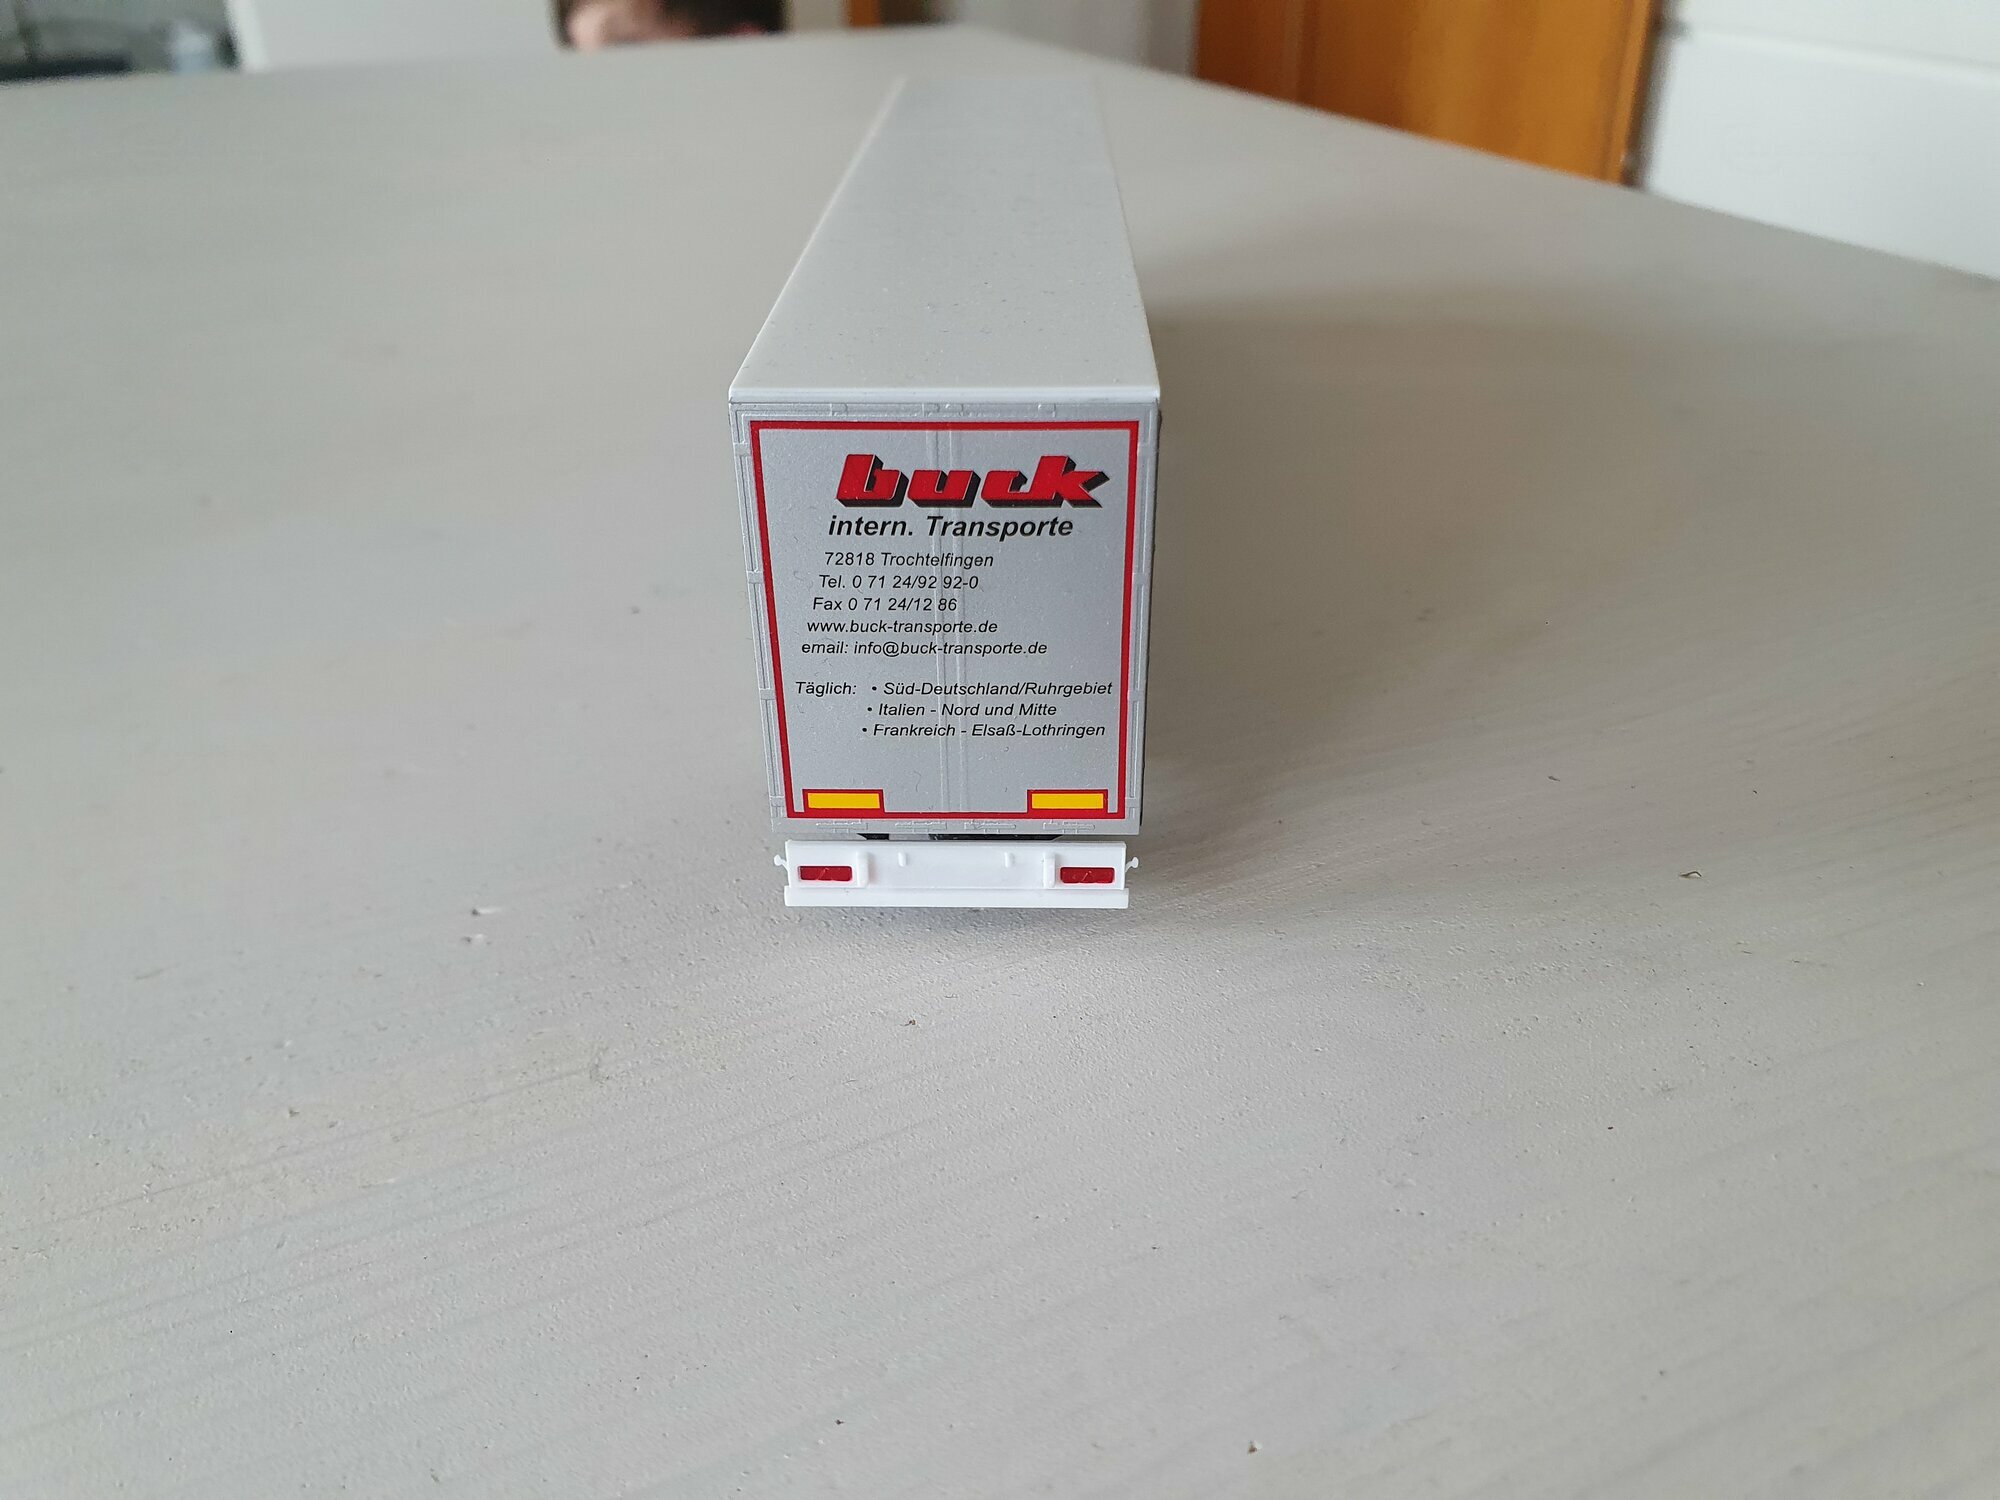 buck
intern. Transporte
72818 Trochtelfingen
Tel. 0 71 24/92 92-0
Fax 0 71 24/12 86
www.buck-transporte.de
email: info@buck-transporte.de
Täglich: • Süd-Deutschland/Ruhrgebiet
• Italien - Nord und Mitte
• Frankreich - Elsaß-Lothringen